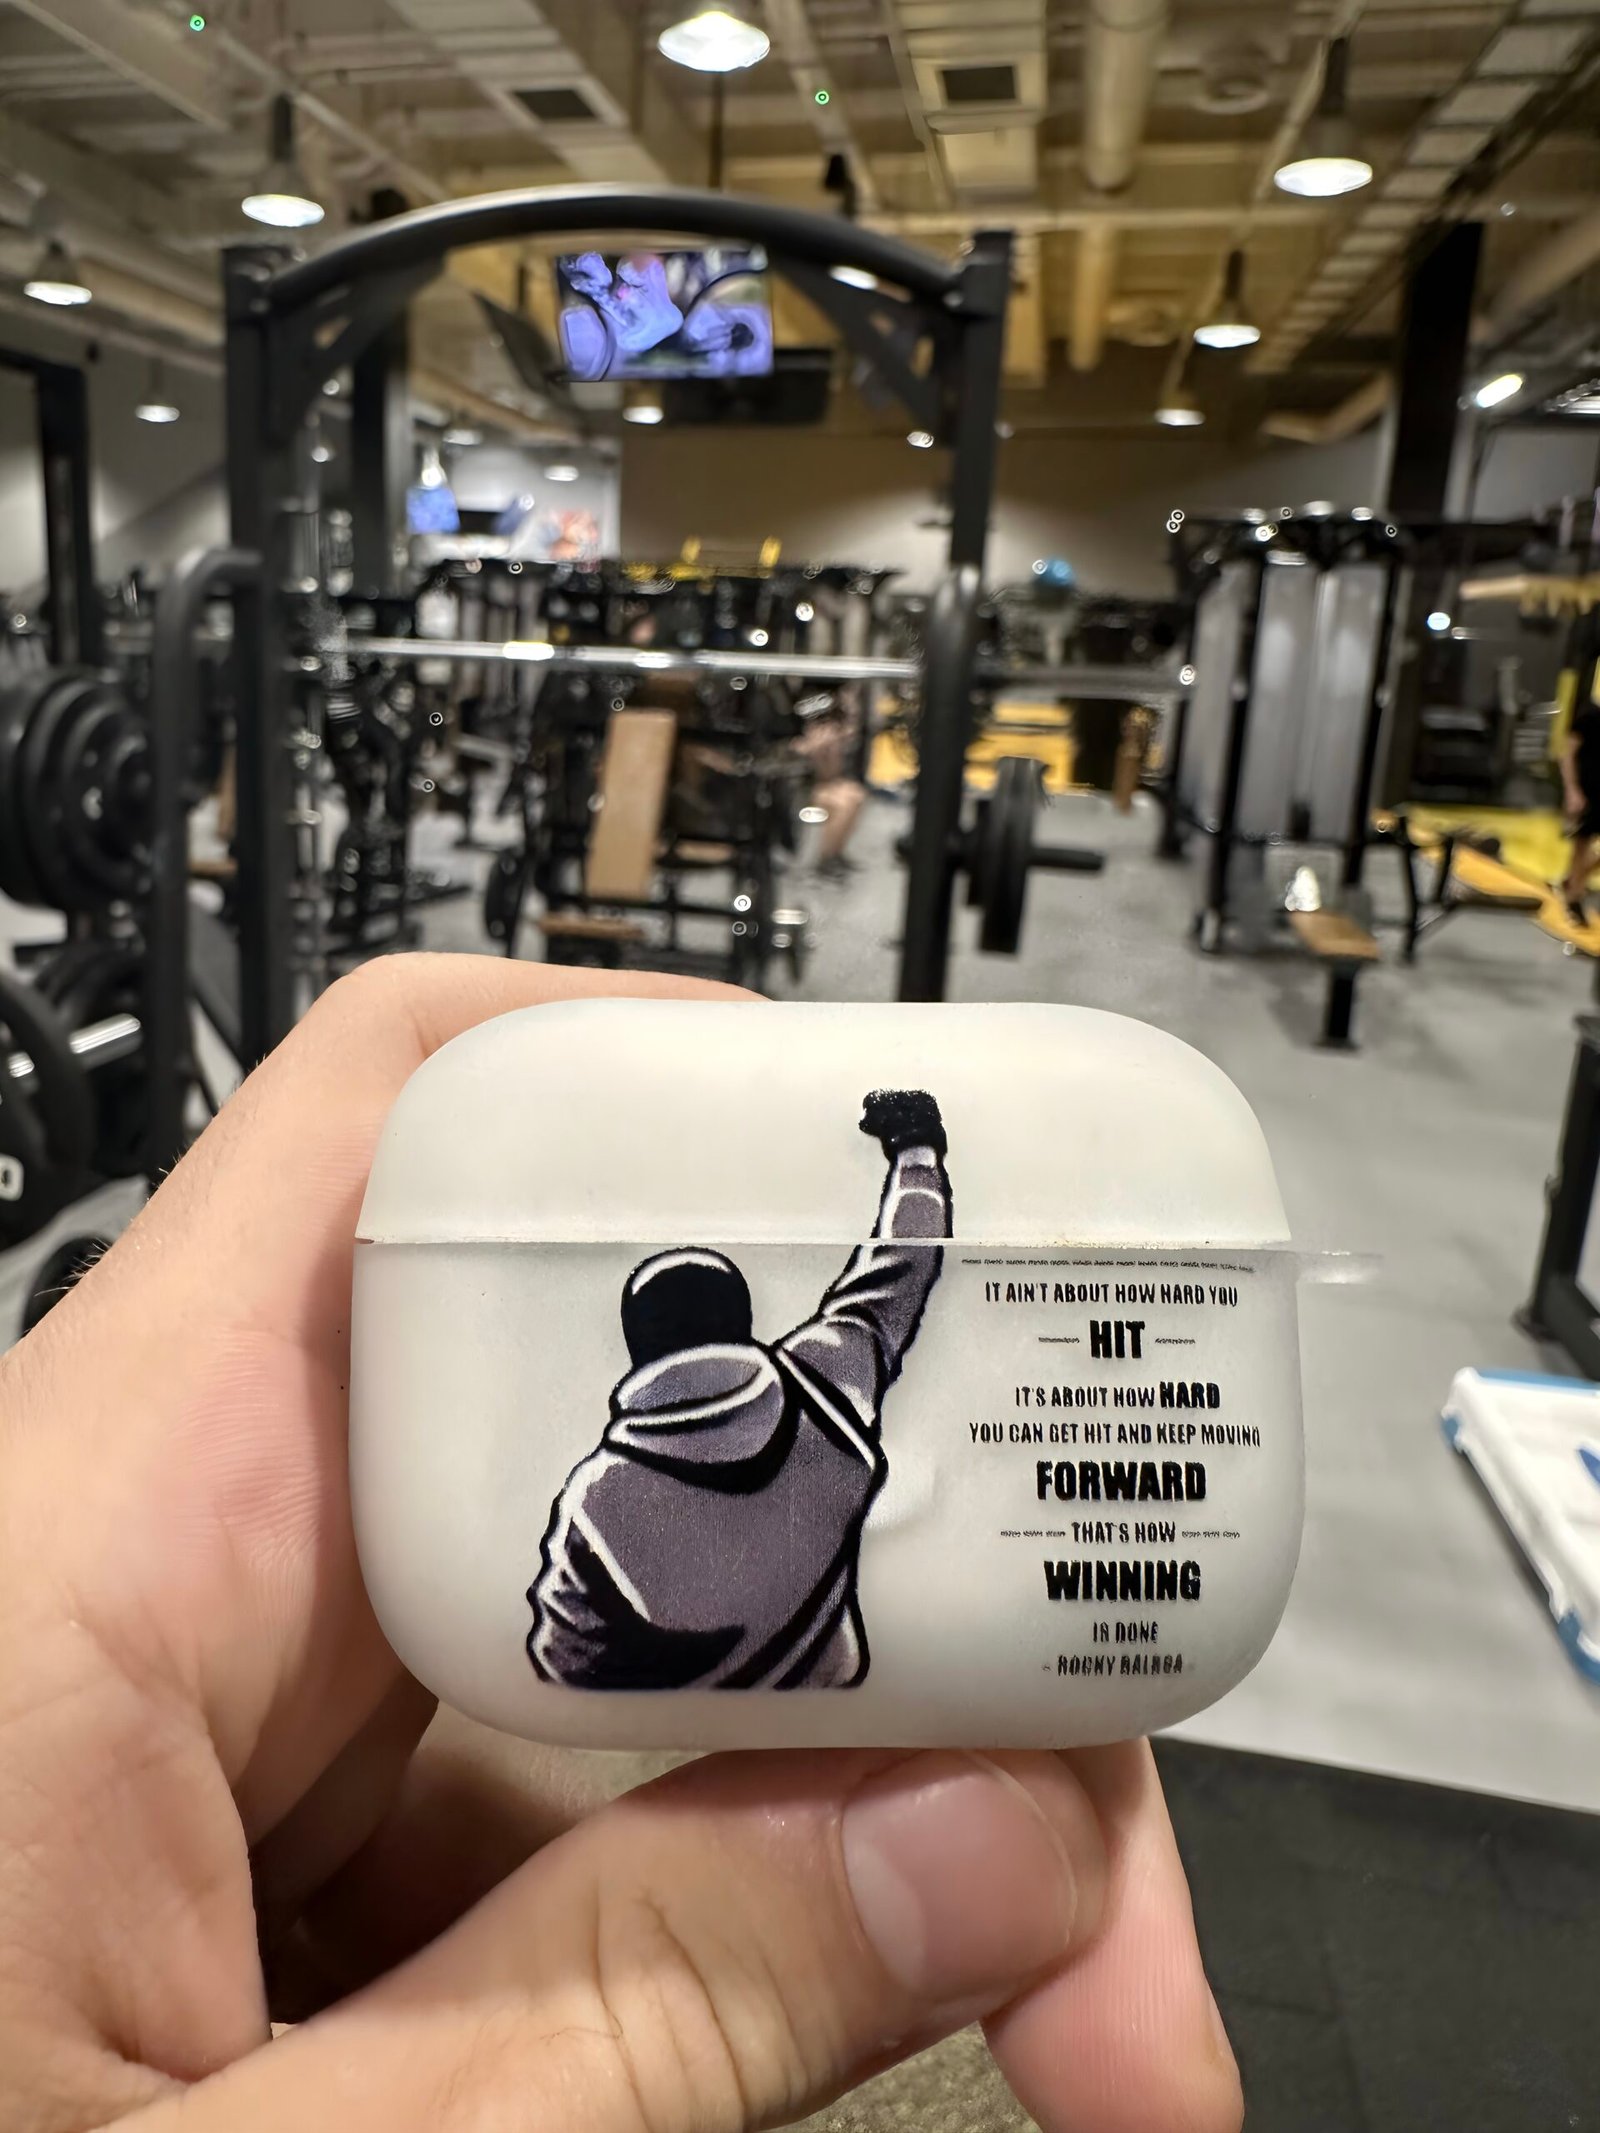 IT AIN'T ABOUT HOW HARD YOU
HIT
IT'S ABOUT HOW HARD
YOU CAN GET HIT AND KEEP MOVING
FORWARD
THAT'S HOW
WINNING
IS DONE
- ROCKY BALBOA